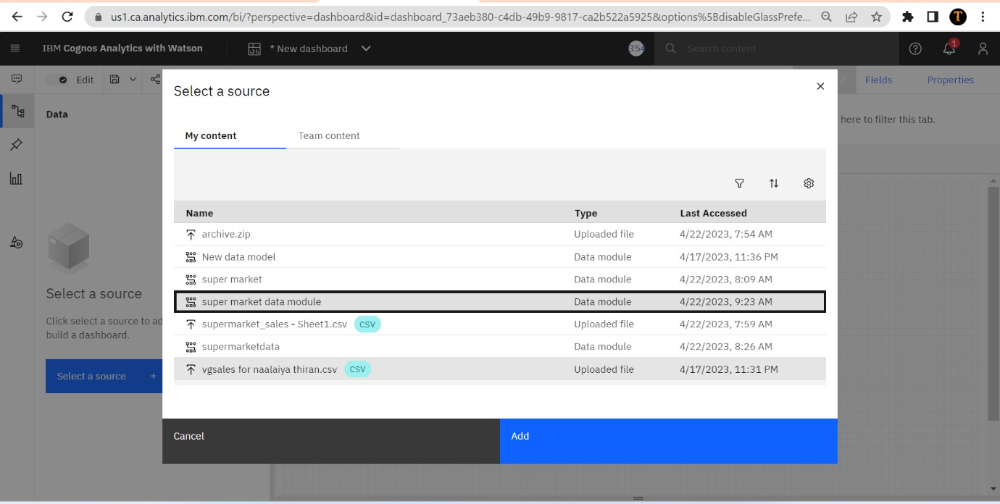 us1.ca.analytics.ibm.com/bi/?perspective=dashboard&id=dashboard_73aeb380-c4db-49b9-9817-ca2b522a5925&options%5BdisableGlassPrefe... T
IBM Cognos Analytics with Watson * New dashboard 354 Search content 1
Edit Fields Properties
Select a source
Data
here to filter this tab.
My content Team content
Name Type Last Accessed
archive.zip Uploaded file 4/22/2023, 7:54 AM
New data model Data module 4/17/2023, 11:36 PM
super market Data module 4/22/2023, 8:09 AM
super market data module Data module 4/22/2023, 9:23 AM
supermarket_sales - Sheet1.csv CSV Uploaded file 4/22/2023, 7:59 AM
supermarketdata Data module 4/22/2023, 8:26 AM
vgsales for naalaiya thiran.csv CSV Uploaded file 4/17/2023, 11:31 PM
Select a source
Click select a source to ad
build a dashboard.
Select a source +
Cancel Add